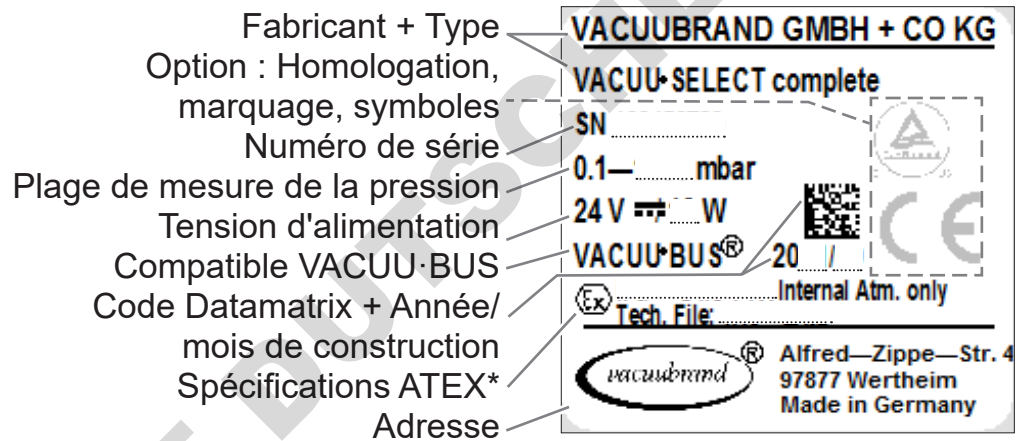 Fabricant + Type
Option : Homologation,
marquage, symboles
Numéro de série
Plage de mesure de la pression
Tension d'alimentation
Compatible VACUU·BUS
Code Datamatrix + Année/
mois de construction
Spécifications ATEX*
Adresse
VACUUBRAND GMBH + CO KG
VACUU·SELECT complete
SN
0.1— mbar
24 V W
VACUU·BUS® 20 /
CE
Ex Internal Atm. only
Tech. File:
vacuubrand ®
Alfred—Zippe—Str. 4
97877 Wertheim
Made in Germany